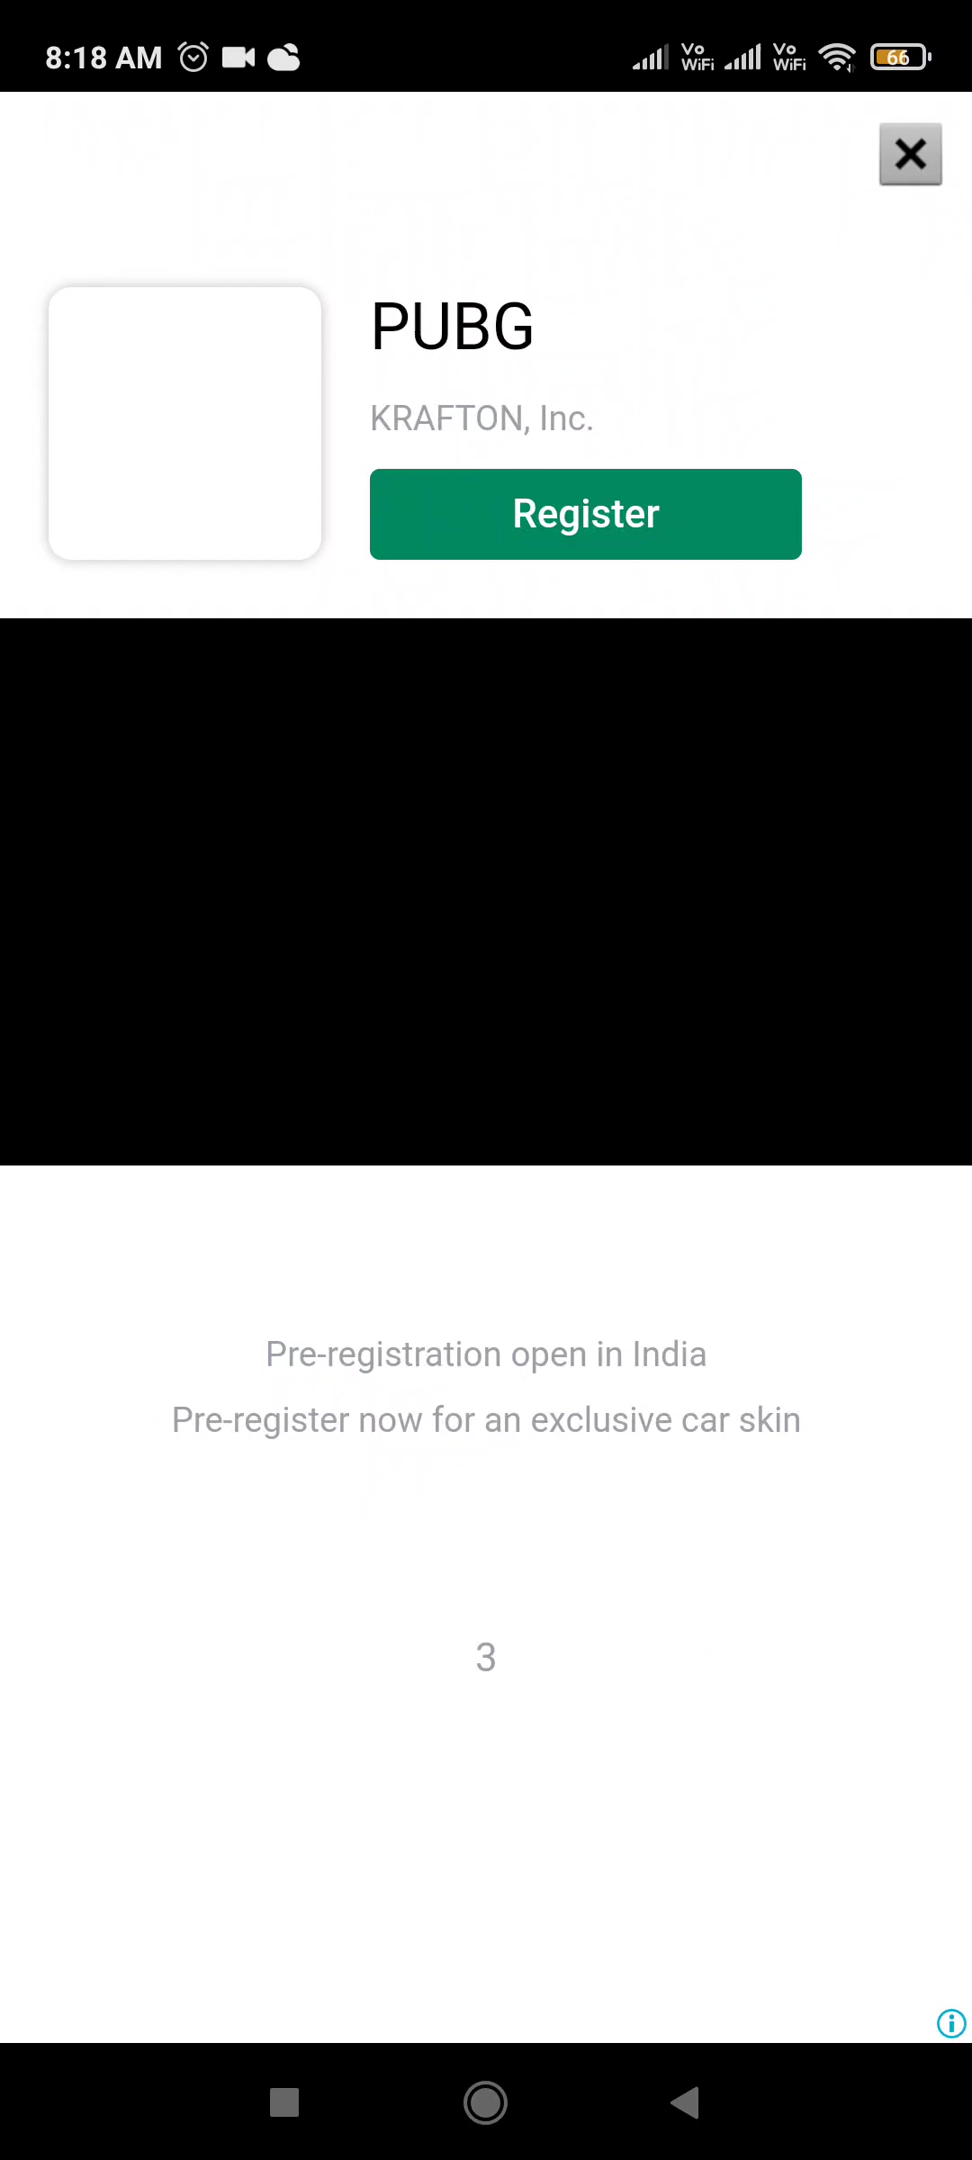 8:18 AM
Vo
WiFi
Vo
WiFi
66
PUBG
KRAFTON, Inc.
Register
Pre-registration open in India
Pre-register now for an exclusive car skin
3